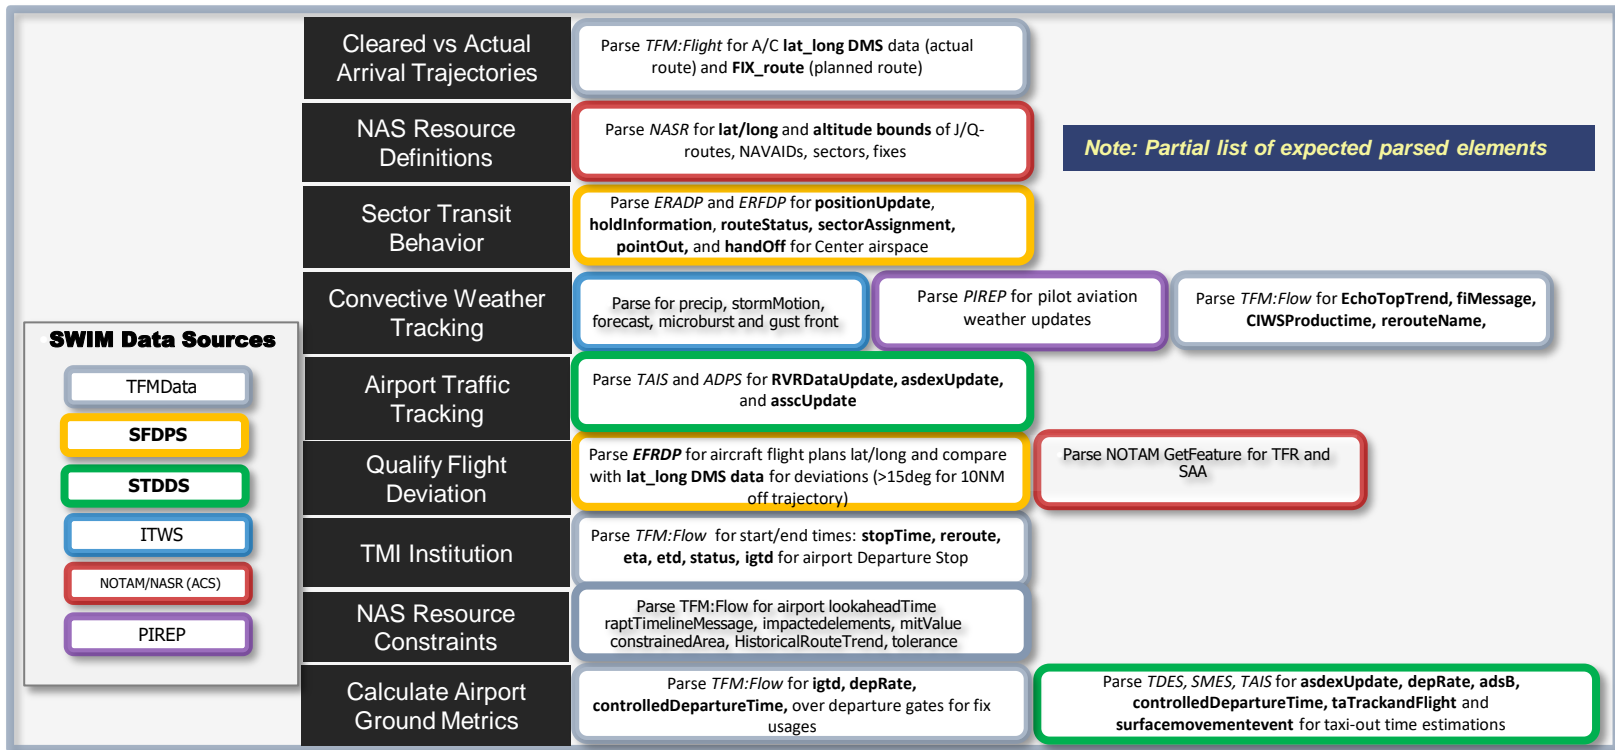 Cleared vs Actual
Arrival Trajectories
Parse TFM:Flight for A/C lat_long DMS data (actual
route) and FIX_route (planned route)
NAS Resource
Definitions
Parse NASR for lat/long and altitude bounds of J/Q-
routes, NAVAIDs, sectors, fixes
Note: Partial list of expected parsed elements
Sector Transit
Behavior
Parse ERADP and ERFDP for positionUpdate,
holdInformation, routeStatus, sectorAssignment,
pointOut, and handOff for Center airspace
Convective Weather
Tracking
Parse for precip, stormMotion,
forecast, microburst and gust front
Parse PIREP for pilot aviation
weather updates
Parse TFM:Flow for EchoTopTrend, fiMessage,
CIWSProductime, rerouteName,
SWIM Data Sources
TFMData
SFDPS
STDDS
ITWS
NOTAM/NASR (ACS)
PIREP
Airport Traffic
Tracking
Parse TAIS and ADPS for RVRDataUpdate, asdexUpdate,
and asscUpdate
Qualify Flight
Deviation
Parse EFRDP for aircraft flight plans lat/long and compare
with lat_long DMS data for deviations (>15deg for 10NM
off trajectory)
Parse NOTAM GetFeature for TFR and
SAA
TMI Institution
Parse TFM:Flow for start/end times: stopTime, reroute,
eta, etd, status, igtd for airport Departure Stop
NAS Resource
Constraints
Parse TFM:Flow for airport lookaheadTime
raptTimelineMessage, impactedelements, mitValue
constrainedArea, HistoricalRouteTrend, tolerance
Calculate Airport
Ground Metrics
Parse TFM:Flow for igtd, depRate,
controlledDepartureTime, over departure gates for fix
usages
Parse TDES, SMES, TAIS for asdexUpdate, depRate, adsB,
controlledDepartureTime, taTrackandFlight and
surfacemovementevent for taxi-out time estimations